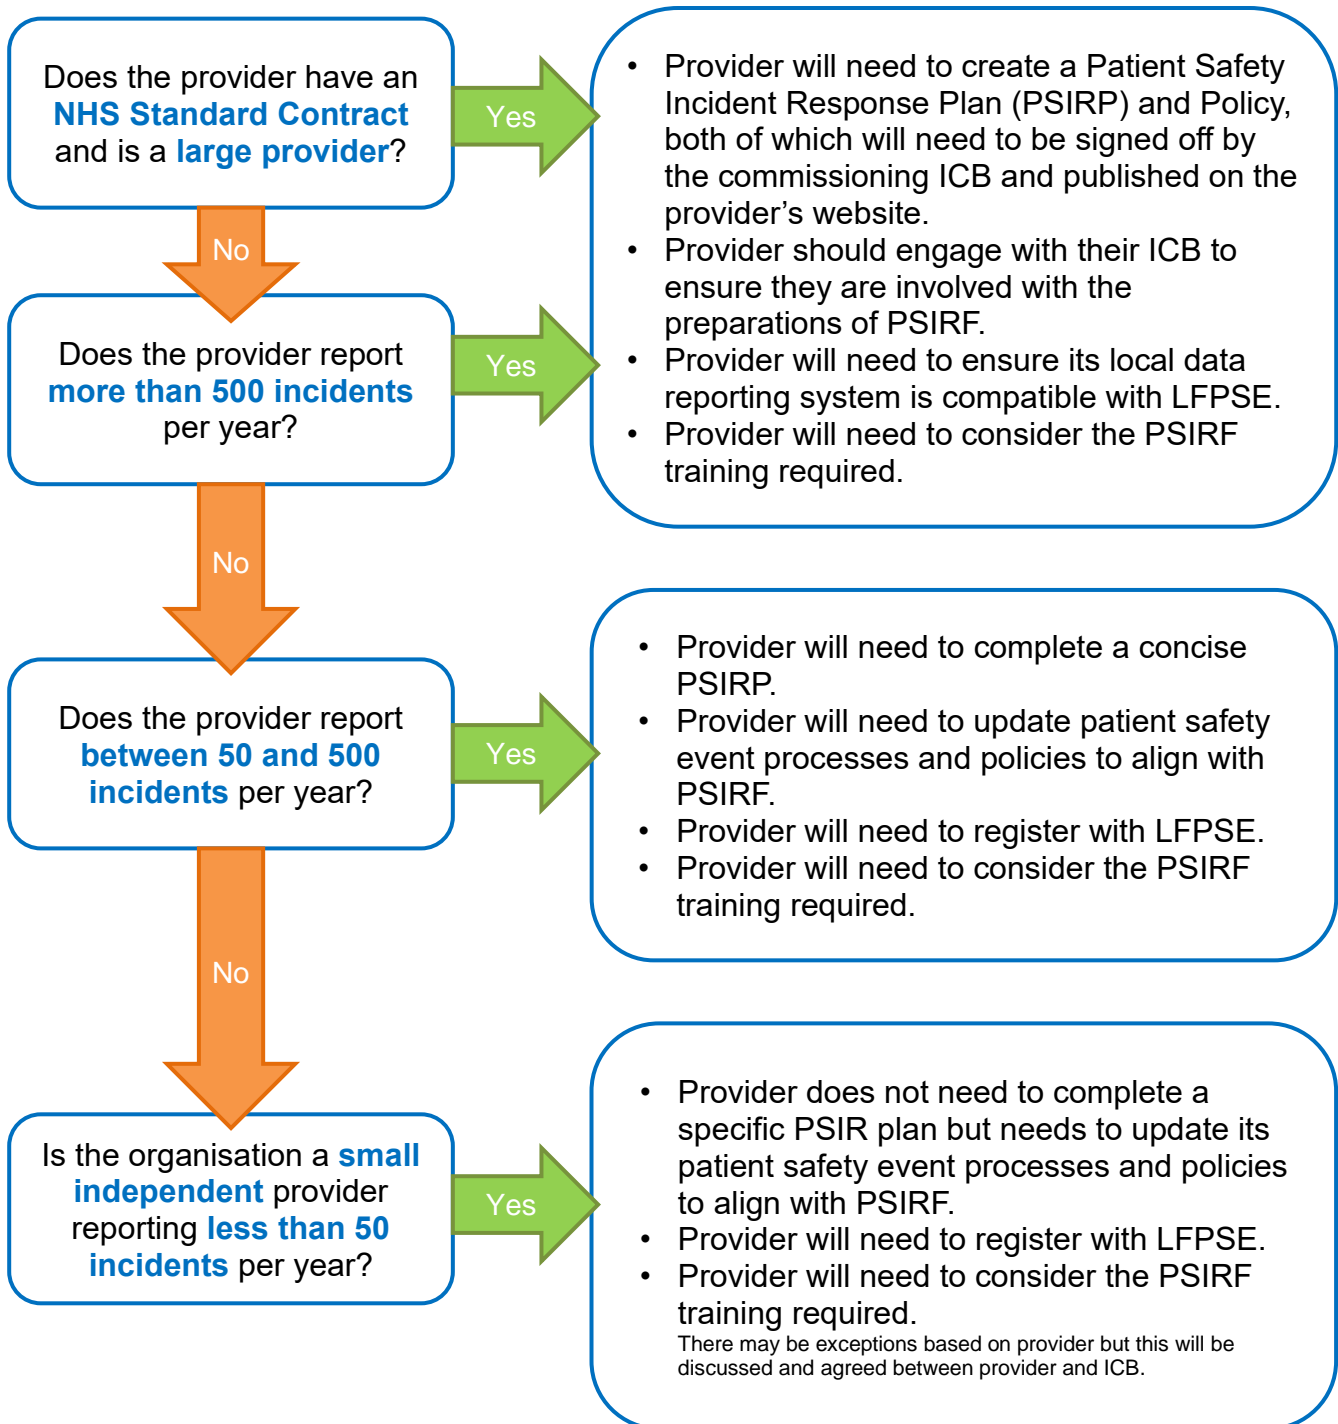 Does the provider have an
NHS Standard Contract
and is a large provider?
Yes
• Provider will need to create a Patient Safety
Incident Response Plan (PSIRP) and Policy,
both of which will need to be signed off by
the commissioning ICB and published on the
provider’s website.
• Provider should engage with their ICB to
ensure they are involved with the
preparations of PSIRF.
• Provider will need to ensure its local data
reporting system is compatible with LFPSE.
• Provider will need to consider the PSIRF
training required.
No
Does the provider report
more than 500 incidents
per year?
Yes
No
Does the provider report
between 50 and 500
incidents per year?
Yes
• Provider will need to complete a concise
PSIRP.
• Provider will need to update patient safety
event processes and policies to align with
PSIRF.
• Provider will need to register with LFPSE.
• Provider will need to consider the PSIRF
training required.
No
Is the organisation a small
independent provider
reporting less than 50
incidents per year?
Yes
• Provider does not need to complete a
specific PSIR plan but needs to update its
patient safety event processes and policies
to align with PSIRF.
• Provider will need to register with LFPSE.
• Provider will need to consider the PSIRF
training required.
There may be exceptions based on provider but this will be
discussed and agreed between provider and ICB.